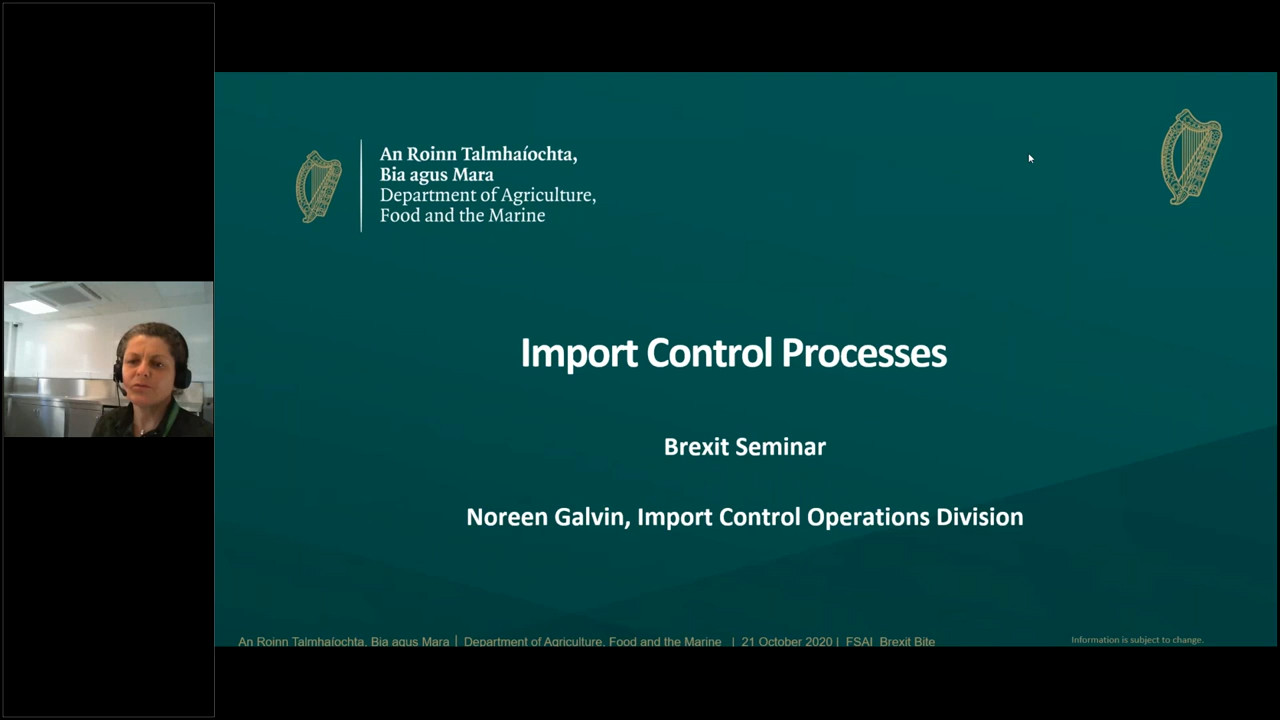 An Roinn Talmhaíochta,
Bia agus Mara
Department of Agriculture,
Food and the Marine
Import Control Processes
Brexit Seminar
Noreen Galvin, Import Control Operations Division
An Roinn Talmhaíochta, Bia agus Mara | Department of Agriculture, Food and the Marine | 21 October 2020 | FSAI Brexit Bite
Information is subject to change.